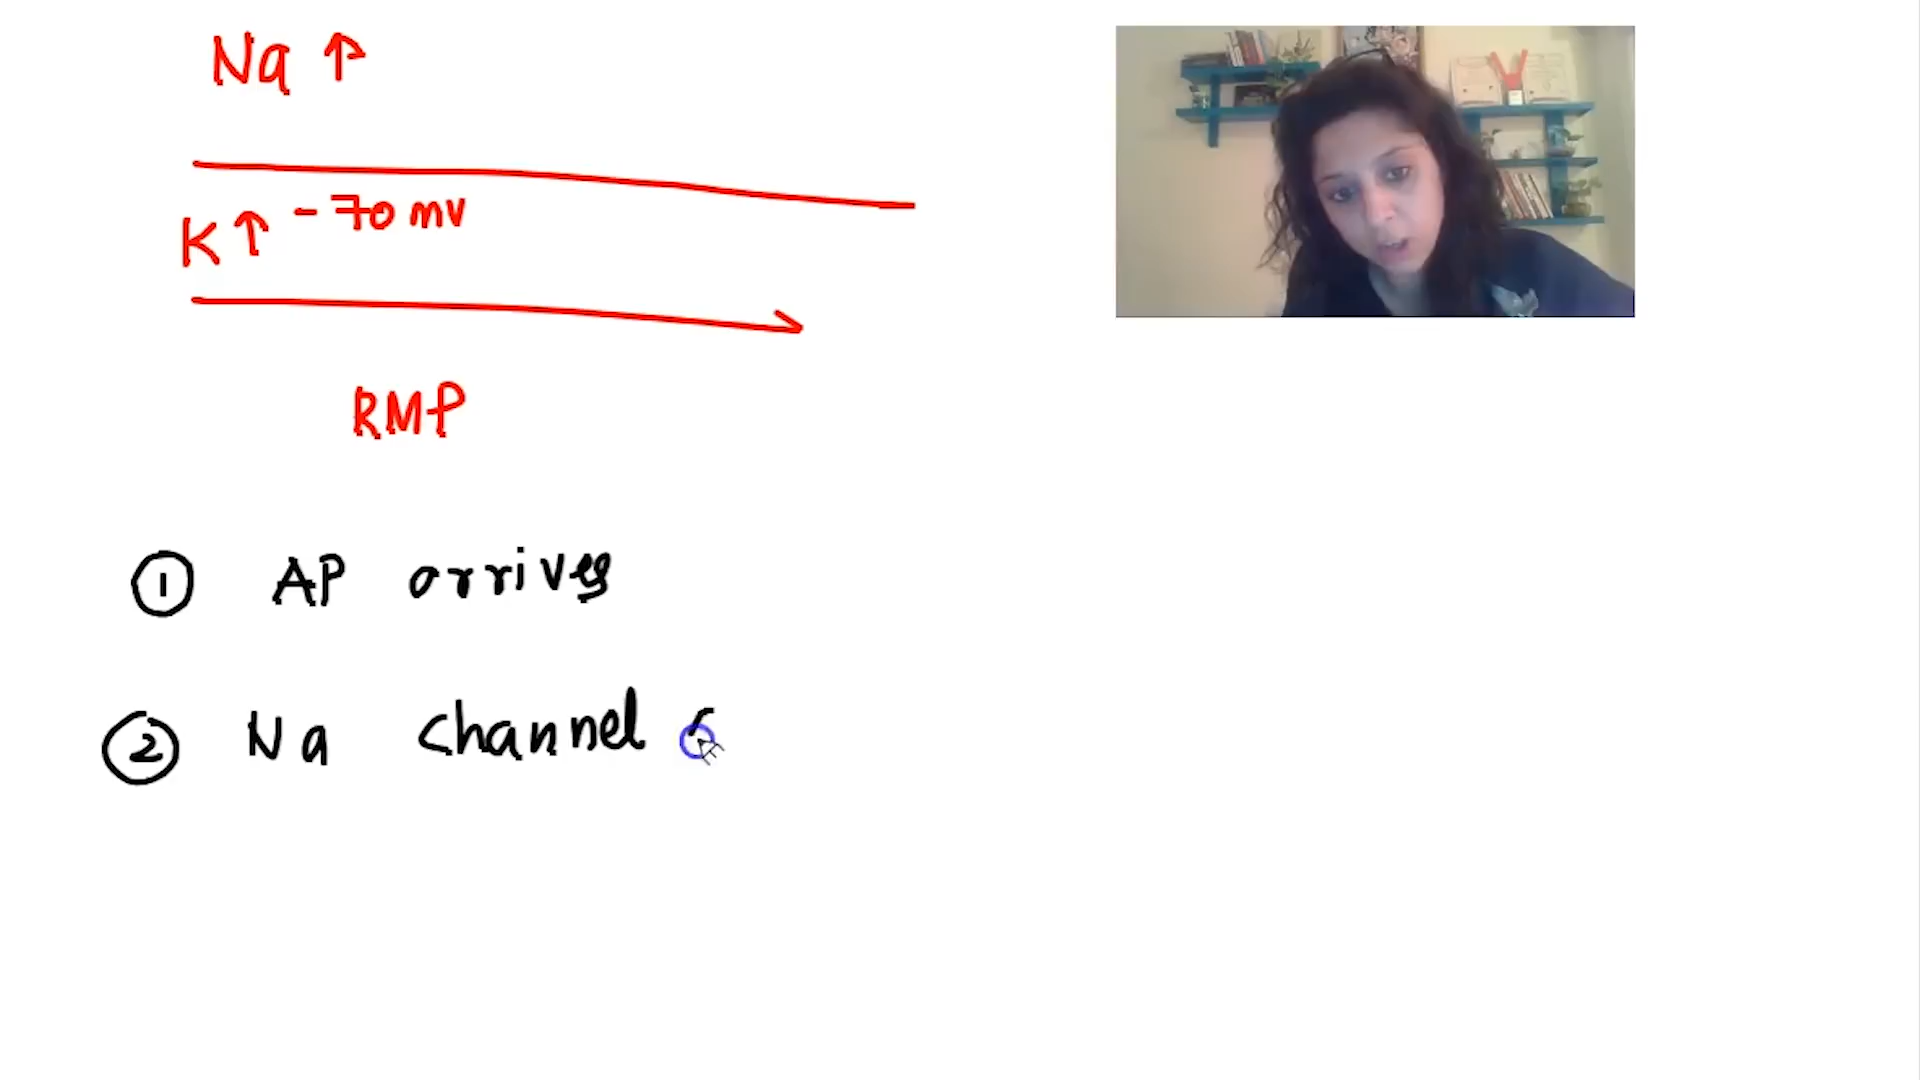 Na ↑
K ↑ - 70 mv
RMP
① AP arrives
② Na channel